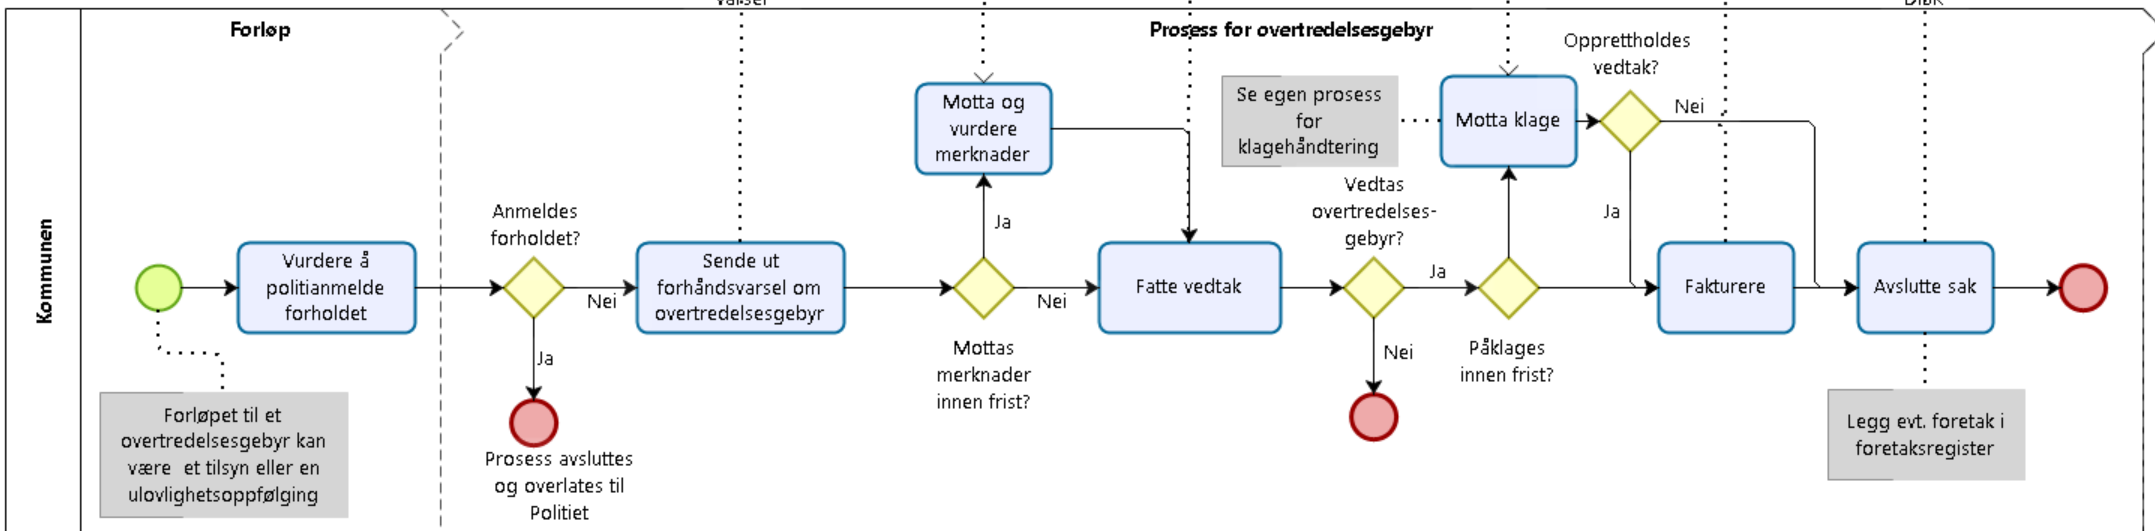 Forløp
Prosess for overtredelsesgebyr
Kommunen
Vurdere å
politianmelde
forholdet
Forløpet til et
overtredelsesgebyr kan
være et tilsyn eller en
ulovlighetsoppfølging
Anmeldes
forholdet?
Nei
Ja
Prosess avsluttes
og overlates til
Politiet
Sende ut
forhåndsvarsel om
overtredelsesgebyr
Motta og
vurdere
merknader
Ja
Nei
Mottas
merknader
innen frist?
Fatte vedtak
Se egen prosess
for
klagehåndtering
Vedtas
overtredelses-
gebyr?
Ja
Nei
Motta klage
Påklages
innen frist?
Opprettholdes
vedtak?
Nei
Ja
Fakturere
Avslutte sak
Legg evt. foretak i
foretaksregister